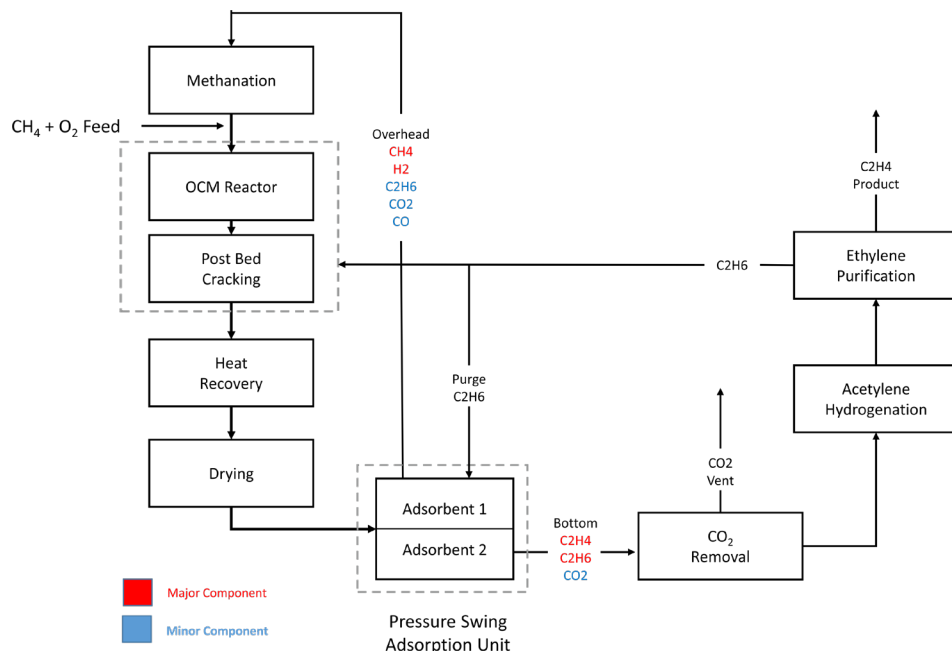 Methanation
CH₄ + O₂ Feed
OCM Reactor
Post Bed
Cracking
Heat
Recovery
Drying
Overhead
CH4
H2
C2H6
CO2
CO
C2H6
Purge
C2H6
Adsorbent 1
Adsorbent 2
Pressure Swing
Adsorption Unit
Bottom
C2H4
C2H6
CO2
CO₂
Removal
CO2
Vent
Acetylene
Hydrogenation
Ethylene
Purification
C2H4
Product
Major Component
Minor Component